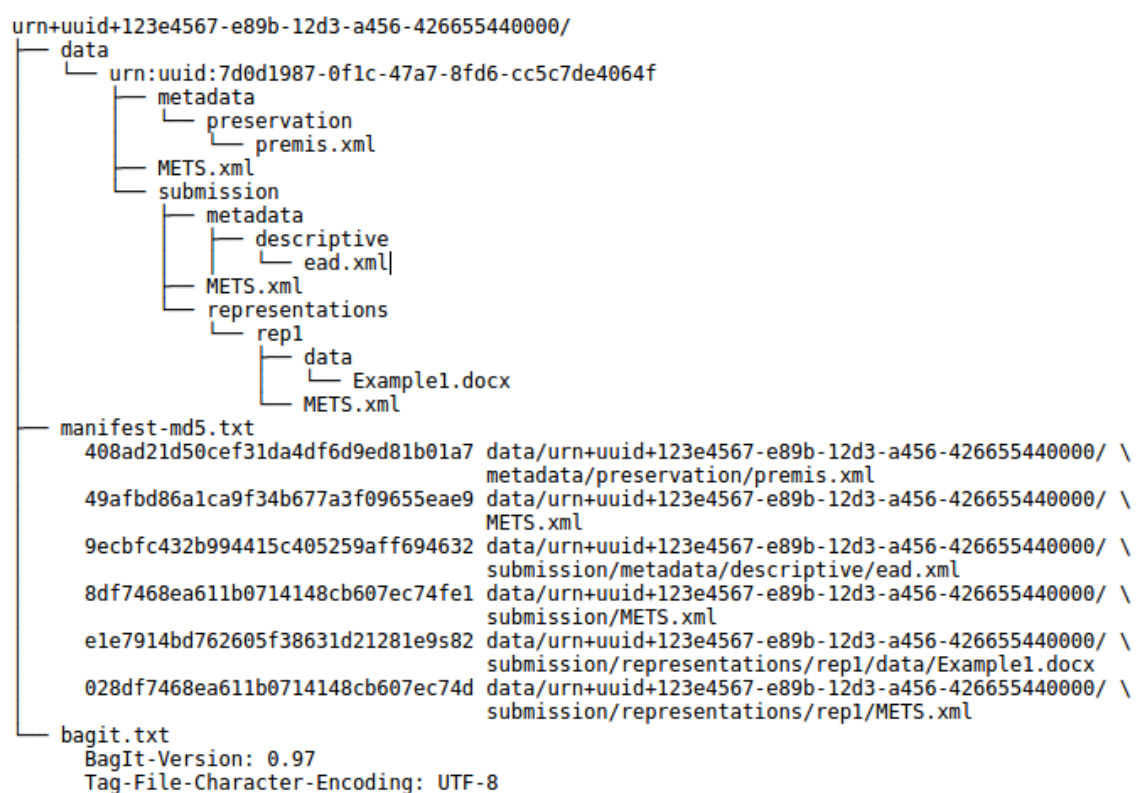 urn+uuid+123e4567-e89b-12d3-a456-426655440000/
├── data
│   └── urn:uuid:7d0d1987-0f1c-47a7-8fd6-cc5c7de4064f
│       ├── metadata
│       │   └── preservation
│       │       └── premis.xml
│       ├── METS.xml
│       └── submission
│           ├── metadata
│           │   ├── descriptive
│           │   │   └── ead.xml
│           ├── METS.xml
│           └── representations
│               └── rep1
│                   ├── data
│                   │   └── Example1.docx
│                   └── METS.xml
├── manifest-md5.txt
│     408ad21d50cef31da4df6d9ed81b01a7 data/urn+uuid+123e4567-e89b-12d3-a456-426655440000/ \
│                                      metadata/preservation/premis.xml
│     49afbd86a1ca9f34b677a3f09655eae9 data/urn+uuid+123e4567-e89b-12d3-a456-426655440000/ \
│                                      METS.xml
│     9ecbfc432b994415c405259aff694632 data/urn+uuid+123e4567-e89b-12d3-a456-426655440000/ \
│                                      submission/metadata/descriptive/ead.xml
│     8df7468ea611b0714148cb607ec74fe1 data/urn+uuid+123e4567-e89b-12d3-a456-426655440000/ \
│                                      submission/METS.xml
│     e1e7914bd762605f38631d21281e9s82 data/urn+uuid+123e4567-e89b-12d3-a456-426655440000/ \
│                                      submission/representations/rep1/data/Example1.docx
│     028df7468ea611b0714148cb607ec74d data/urn+uuid+123e4567-e89b-12d3-a456-426655440000/ \
│                                      submission/representations/rep1/METS.xml
└── bagit.txt
      BagIt-Version: 0.97
      Tag-File-Character-Encoding: UTF-8